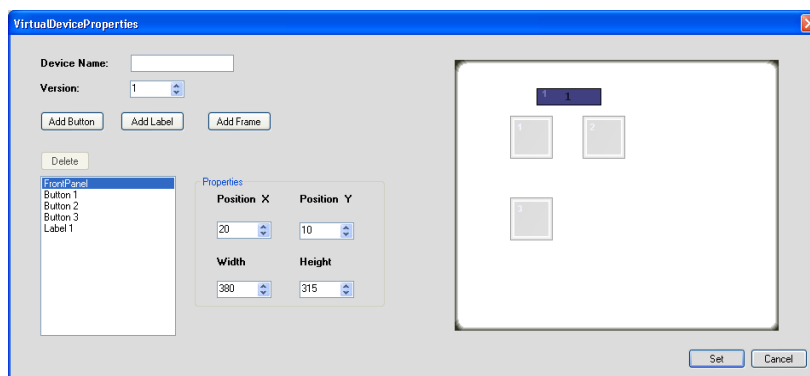 VirtualDeviceProperties
Device Name:
Version: 1
Add Button Add Label Add Frame
Delete
FrontPanel
Button 1
Button 2
Button 3
Label 1
Properties
Position X Position Y
20 10
Width Height
380 315
1 1
1 2
3
Set Cancel